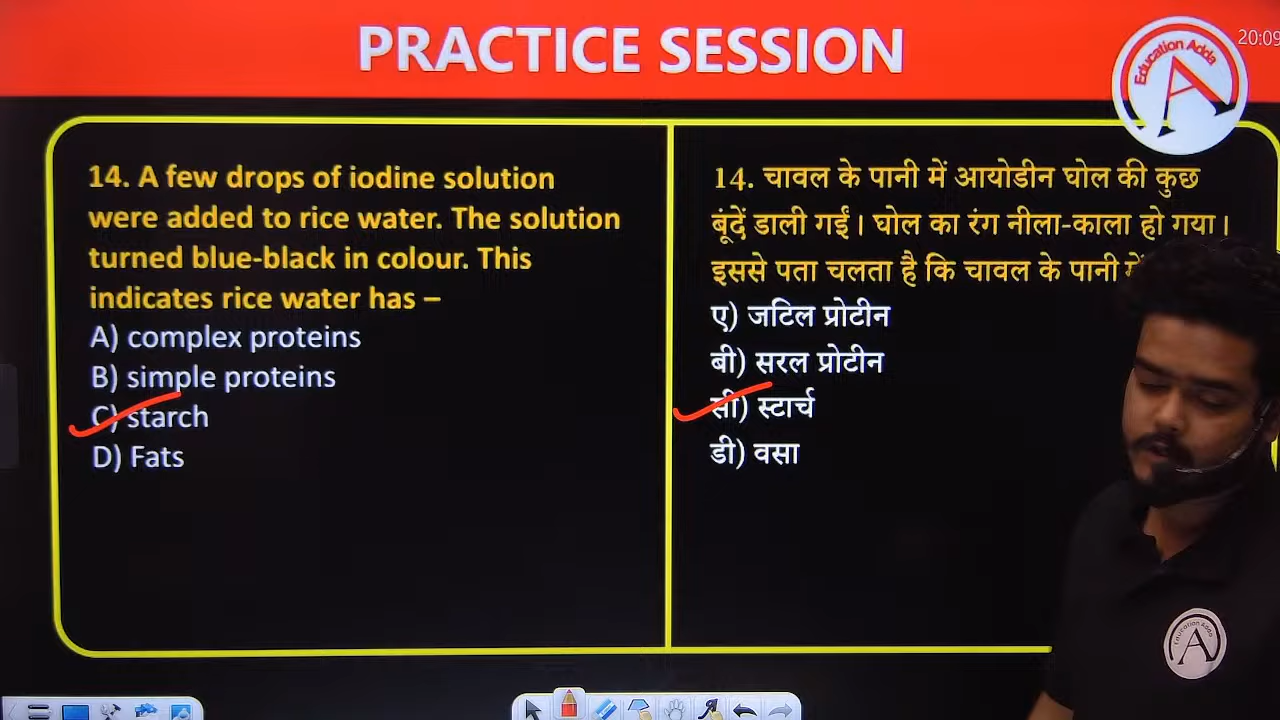 PRACTICE SESSION
20:09
Education Adda
A
14. A few drops of iodine solution
were added to rice water. The solution
turned blue-black in colour. This
indicates rice water has –
A) complex proteins
B) simple proteins
C) starch
D) Fats
14. चावल के पानी में आयोडीन घोल की कुछ
बूंदें डाली गईं। घोल का रंग नीला-काला हो गया।
इससे पता चलता है कि चावल के पानी में
ए) जटिल प्रोटीन
बी) सरल प्रोटीन
सी) स्टार्च
डी) वसा
Education Adda
A